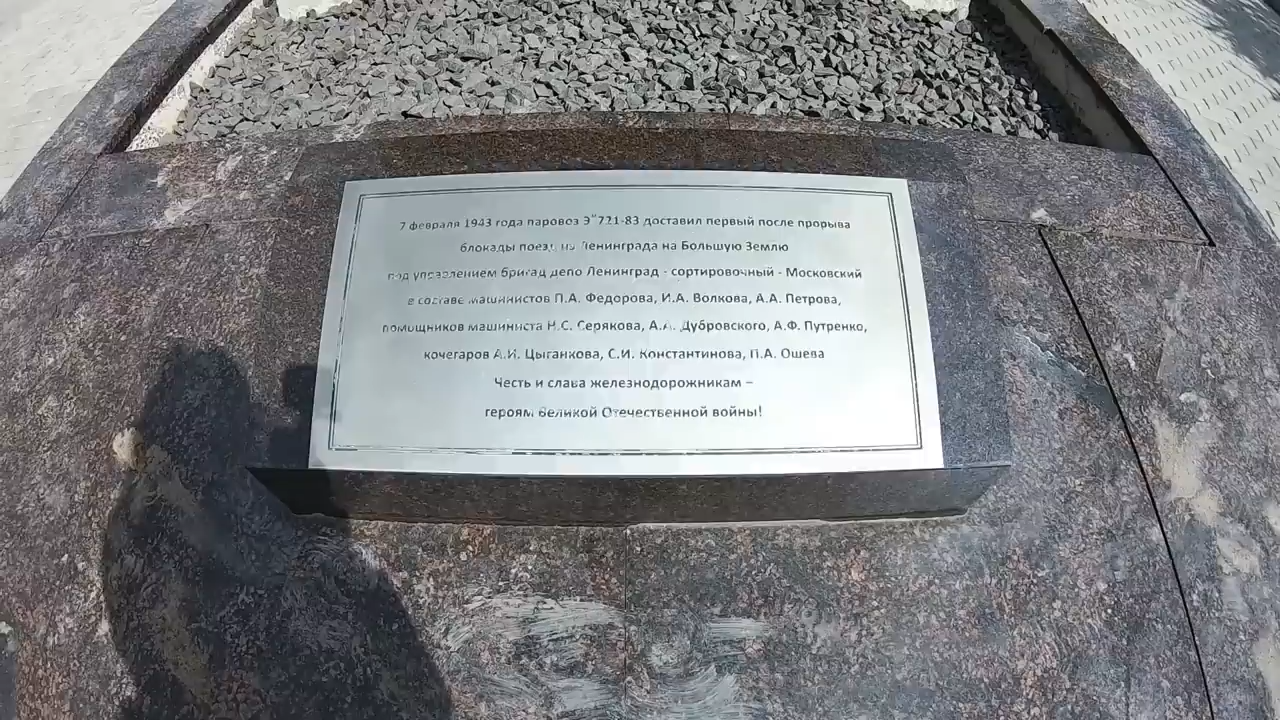 7 февраля 1943 года паровоз Эᵘ721-83 доставил первый после прорыва
блокады поезд из Ленинграда на Большую Землю
под управлением бригад депо Ленинград - сортировочный - Московский
в составе машинистов П.А. Федорова, И.А. Волкова, А.А. Петрова,
помощников машиниста Н.С. Серякова, А.А. Дубровского, А.Ф. Путренко,
кочегаров А.И. Цыганкова, С.И. Константинова, П.А. Ошева
Честь и слава железнодорожникам –
героям Великой Отечественной войны!